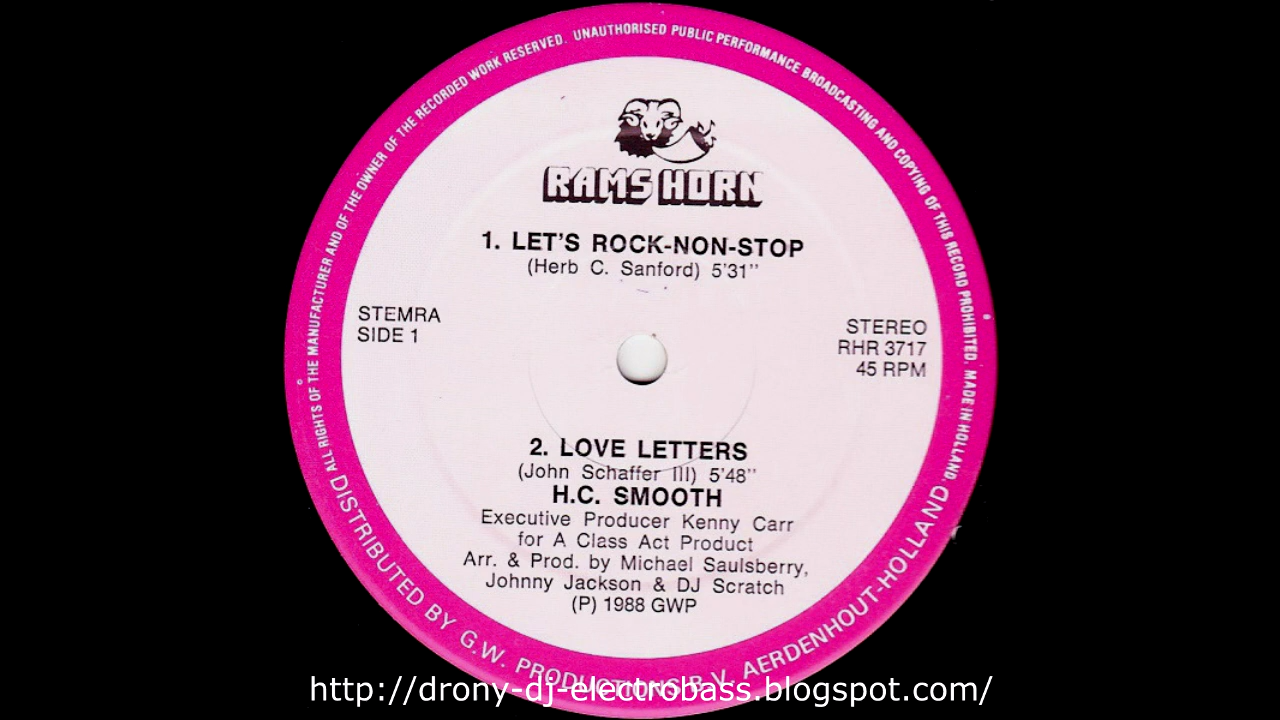 ALL RIGHTS OF THE MANUFACTURER AND OF THE OWNER OF THE RECORDED WORK RESERVED. UNAUTHORISED PUBLIC PERFORMANCE BROADCASTING AND COPYING OF THIS RECORD PROHIBITED. MADE IN HOLLAND.
RAMS HORN
1. LET'S ROCK-NON-STOP
(Herb C. Sanford) 5'31''
STEMRA
SIDE 1
STEREO
RHR 3717
45 RPM
2. LOVE LETTERS
(John Schaffer III) 5'48''
H.C. SMOOTH
Executive Producer Kenny Carr
for A Class Act Product
Arr. & Prod. by Michael Saulsberry,
Johnny Jackson & DJ Scratch
(P) 1988 GWP
DISTRIBUTED BY G.W. PRODUCTIONS B.V. AERDENHOUT-HOLLAND
http://drony-dj-electrobass.blogspot.com/